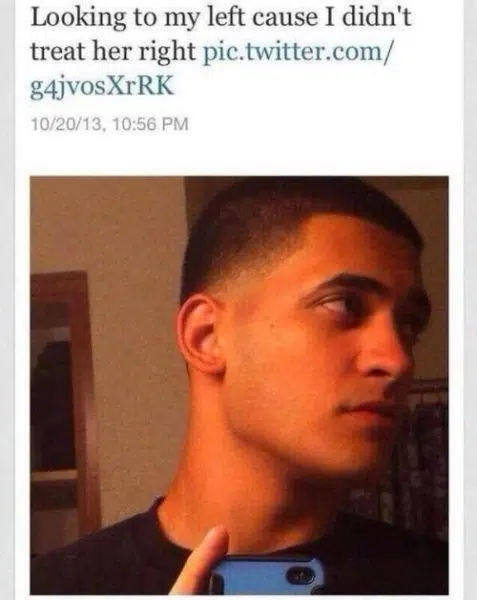 Looking to my left cause I didn't
treat her right pic.twitter.com/
g4jvosXrRK
10/20/13, 10:56 PM